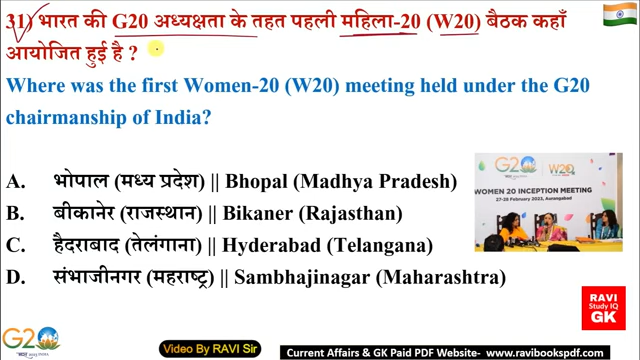 31) भारत की G20 अध्यक्षता के तहत पहली महिला-20 (W20) बैठक कहाँ
आयोजित हुई है ?
Where was the first Women-20 (W20) meeting held under the G20
chairmanship of India?
A. भोपाल (मध्य प्रदेश) || Bhopal (Madhya Pradesh)
B. बीकानेर (राजस्थान) || Bikaner (Rajasthan)
C. हैदराबाद (तेलंगाना) || Hyderabad (Telangana)
D. संभाजीनगर (महराष्ट्र) || Sambhajinagar (Maharashtra)
G20 W20
WOMEN 20 INCEPTION MEETING
27-28 FEBRUARY 2023, Aurangabad
RAVI
Study IQ
GK
G20
Video By RAVI Sir
Current Affairs & GK Paid PDF Website- www.ravibookspdf.com